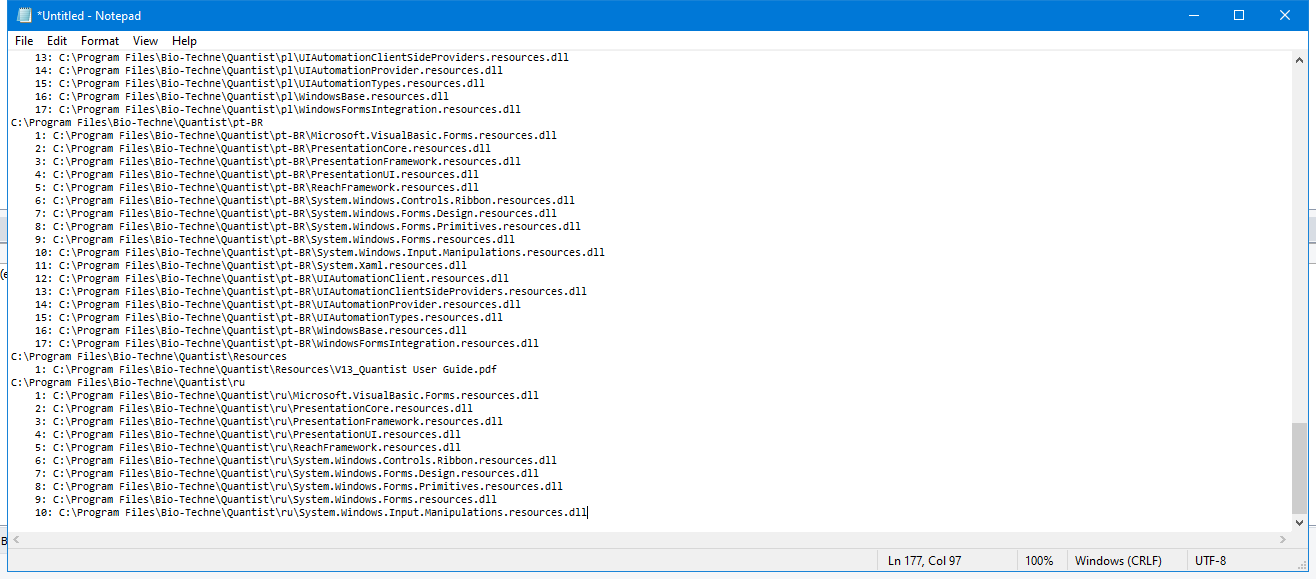 *Untitled - Notepad
File Edit Format View Help
13: C:\Program Files\Bio-Techne\Quantist\pl\UIAutomationClientSideProviders.resources.dll
14: C:\Program Files\Bio-Techne\Quantist\pl\UIAutomationProvider.resources.dll
15: C:\Program Files\Bio-Techne\Quantist\pl\UIAutomationTypes.resources.dll
16: C:\Program Files\Bio-Techne\Quantist\pl\WindowsBase.resources.dll
17: C:\Program Files\Bio-Techne\Quantist\pl\WindowsFormsIntegration.resources.dll
C:\Program Files\Bio-Techne\Quantist\pt-BR
1: C:\Program Files\Bio-Techne\Quantist\pt-BR\Microsoft.VisualBasic.Forms.resources.dll
2: C:\Program Files\Bio-Techne\Quantist\pt-BR\PresentationCore.resources.dll
3: C:\Program Files\Bio-Techne\Quantist\pt-BR\PresentationFramework.resources.dll
4: C:\Program Files\Bio-Techne\Quantist\pt-BR\PresentationUI.resources.dll
5: C:\Program Files\Bio-Techne\Quantist\pt-BR\ReachFramework.resources.dll
6: C:\Program Files\Bio-Techne\Quantist\pt-BR\System.Windows.Controls.Ribbon.resources.dll
7: C:\Program Files\Bio-Techne\Quantist\pt-BR\System.Windows.Forms.Design.resources.dll
8: C:\Program Files\Bio-Techne\Quantist\pt-BR\System.Windows.Forms.Primitives.resources.dll
9: C:\Program Files\Bio-Techne\Quantist\pt-BR\System.Windows.Forms.resources.dll
10: C:\Program Files\Bio-Techne\Quantist\pt-BR\System.Windows.Input.Manipulations.resources.dll
11: C:\Program Files\Bio-Techne\Quantist\pt-BR\System.Xaml.resources.dll
12: C:\Program Files\Bio-Techne\Quantist\pt-BR\UIAutomationClient.resources.dll
13: C:\Program Files\Bio-Techne\Quantist\pt-BR\UIAutomationClientSideProviders.resources.dll
14: C:\Program Files\Bio-Techne\Quantist\pt-BR\UIAutomationProvider.resources.dll
15: C:\Program Files\Bio-Techne\Quantist\pt-BR\UIAutomationTypes.resources.dll
16: C:\Program Files\Bio-Techne\Quantist\pt-BR\WindowsBase.resources.dll
17: C:\Program Files\Bio-Techne\Quantist\pt-BR\WindowsFormsIntegration.resources.dll
C:\Program Files\Bio-Techne\Quantist\Resources
1: C:\Program Files\Bio-Techne\Quantist\Resources\V13_Quantist User Guide.pdf
C:\Program Files\Bio-Techne\Quantist\ru
1: C:\Program Files\Bio-Techne\Quantist\ru\Microsoft.VisualBasic.Forms.resources.dll
2: C:\Program Files\Bio-Techne\Quantist\ru\PresentationCore.resources.dll
3: C:\Program Files\Bio-Techne\Quantist\ru\PresentationFramework.resources.dll
4: C:\Program Files\Bio-Techne\Quantist\ru\PresentationUI.resources.dll
5: C:\Program Files\Bio-Techne\Quantist\ru\ReachFramework.resources.dll
6: C:\Program Files\Bio-Techne\Quantist\ru\System.Windows.Controls.Ribbon.resources.dll
7: C:\Program Files\Bio-Techne\Quantist\ru\System.Windows.Forms.Design.resources.dll
8: C:\Program Files\Bio-Techne\Quantist\ru\System.Windows.Forms.Primitives.resources.dll
9: C:\Program Files\Bio-Techne\Quantist\ru\System.Windows.Forms.resources.dll
10: C:\Program Files\Bio-Techne\Quantist\ru\System.Windows.Input.Manipulations.resources.dll
Ln 177, Col 97 100% Windows (CRLF) UTF-8